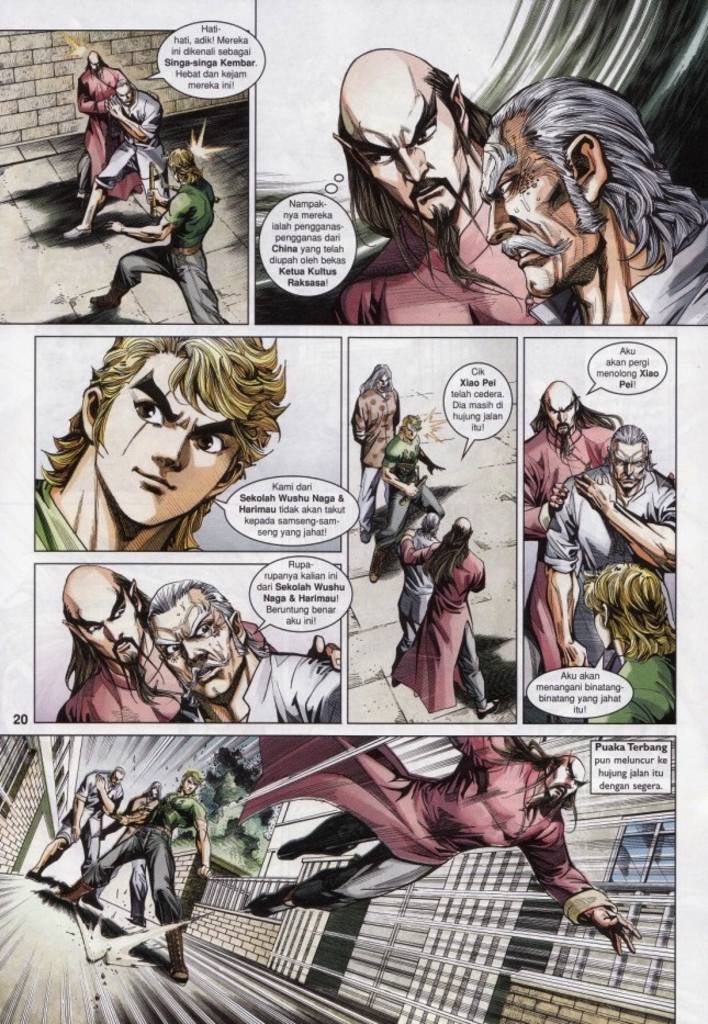 Hati-
hati, adik! Mereka
ini dikenali sebagai
Singa-singa Kembar.
Hebat dan kejam
mereka ini!
Nampak-
nya mereka
ialah pengganas-
pengganas dari
China yang telah
diupah oleh bekas
Ketua Kultus
Raksasa!
Kami dari
Sekolah Wushu Naga &
Harimau tidak akan takut
kepada samseng-sam-
seng yang jahat!
Rupa-
rupanya kalian ini
dari Sekolah Wushu
Naga & Harimau!
Beruntung benar
aku ini!
Cik
Xiao Pei
telah cedera.
Dia masih di
hujung jalan
itu!
Aku
akan pergi
menolong Xiao
Pei!
Aku akan
menangani binatang-
binatang yang jahat
itu!
20
Puaka Terbang
pun meluncur ke
hujung jalan itu
dengan segera.